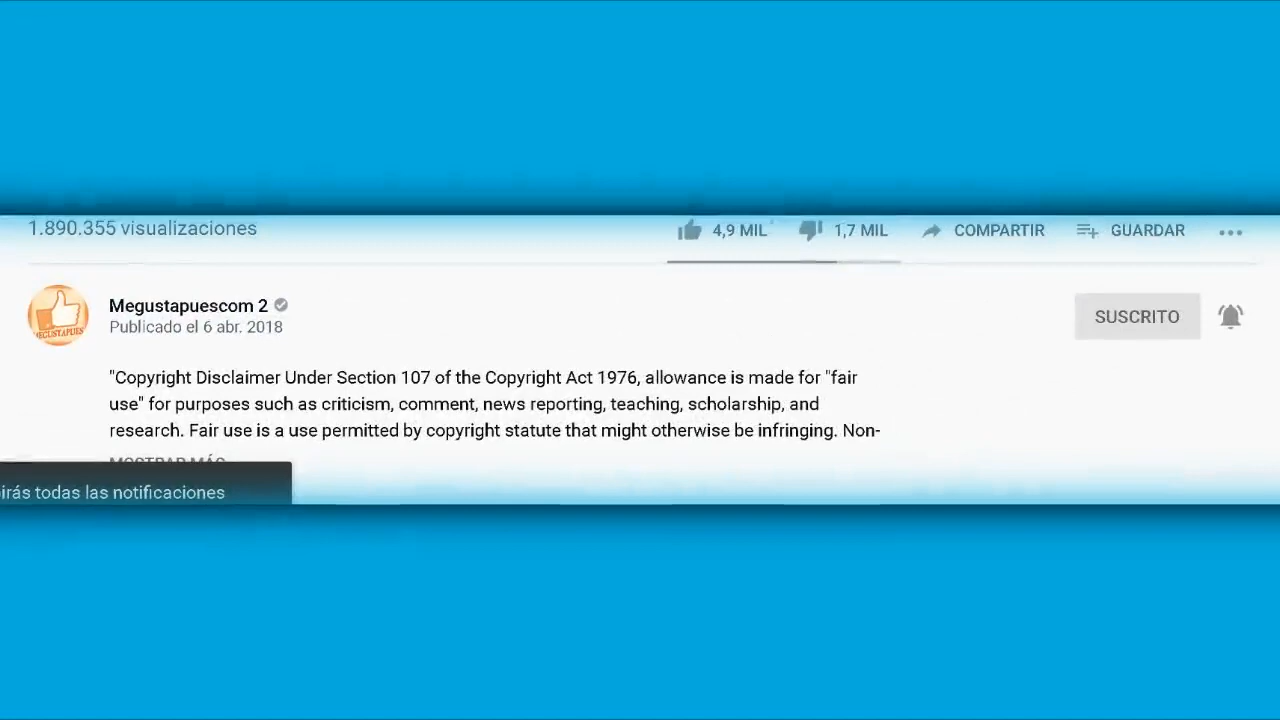 1.890.355 visualizaciones
4,9 MIL 1,7 MIL COMPARTIR GUARDAR
Megustapuescom 2
Publicado el 6 abr. 2018
SUSCRITO
"Copyright Disclaimer Under Section 107 of the Copyright Act 1976, allowance is made for "fair
use" for purposes such as criticism, comment, news reporting, teaching, scholarship, and
research. Fair use is a use permitted by copyright statute that might otherwise be infringing. Non-
MOSTRAR MÁS
irás todas las notificaciones